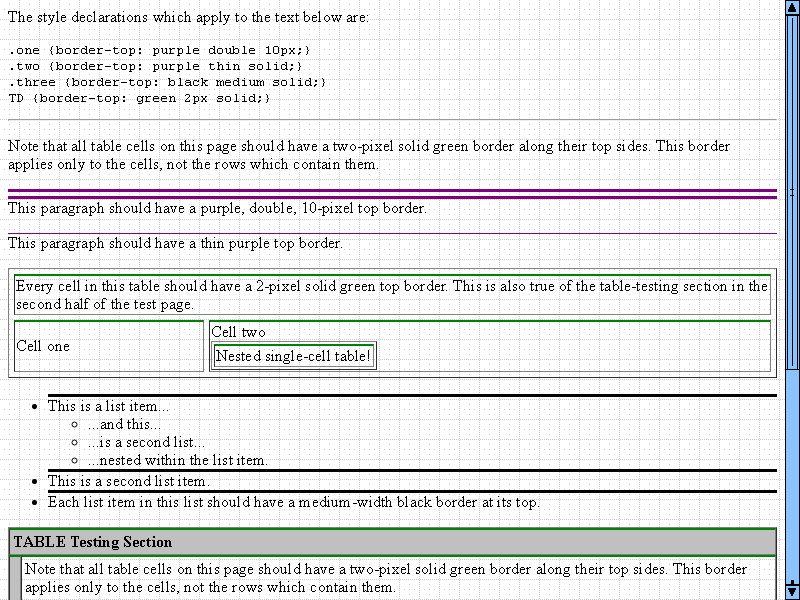 The style declarations which apply to the text below are:
.one {border-top: purple double 10px;}
.two {border-top: purple thin solid;}
.three {border-top: black medium solid;}
TD {border-top: green 2px solid;}
Note that all table cells on this page should have a two-pixel solid green border along their top sides. This border
applies only to the cells, not the rows which contain them.
This paragraph should have a purple, double, 10-pixel top border.
This paragraph should have a thin purple top border.
Every cell in this table should have a 2-pixel solid green top border. This is also true of the table-testing section in the
second half of the test page.
Cell one
Cell two
Nested single-cell table!
This is a list item...
...and this...
...is a second list...
...nested within the list item.
This is a second list item.
Each list item in this list should have a medium-width black border at its top.
TABLE Testing Section
Note that all table cells on this page should have a two-pixel solid green border along their top sides. This border
applies only to the cells, not the rows which contain them.